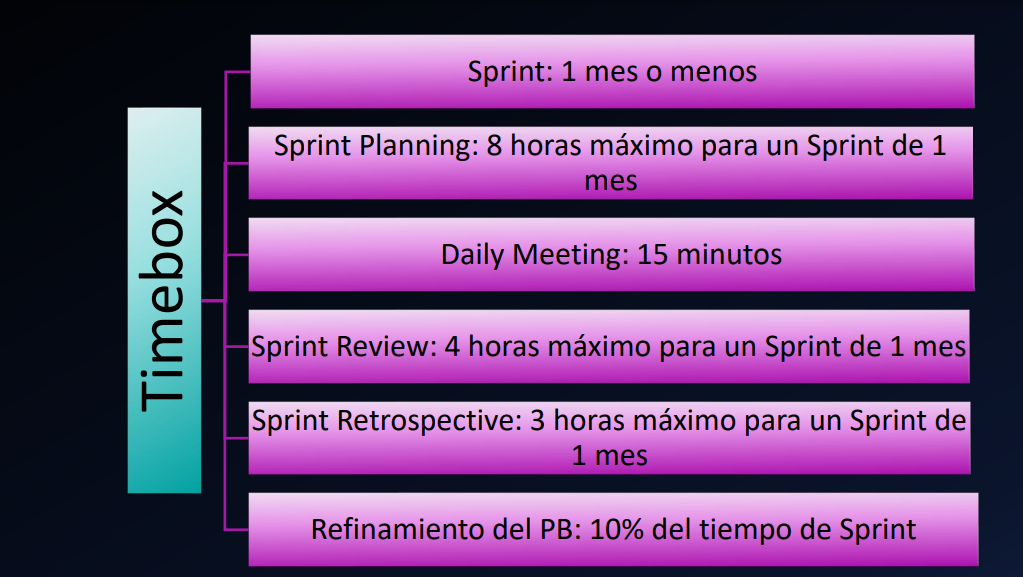 Timebox
Sprint: 1 mes o menos
Sprint Planning: 8 horas máximo para un Sprint de 1
mes
Daily Meeting: 15 minutos
Sprint Review: 4 horas máximo para un Sprint de 1 mes
Sprint Retrospective: 3 horas máximo para un Sprint de
1 mes
Refinamiento del PB: 10% del tiempo de Sprint